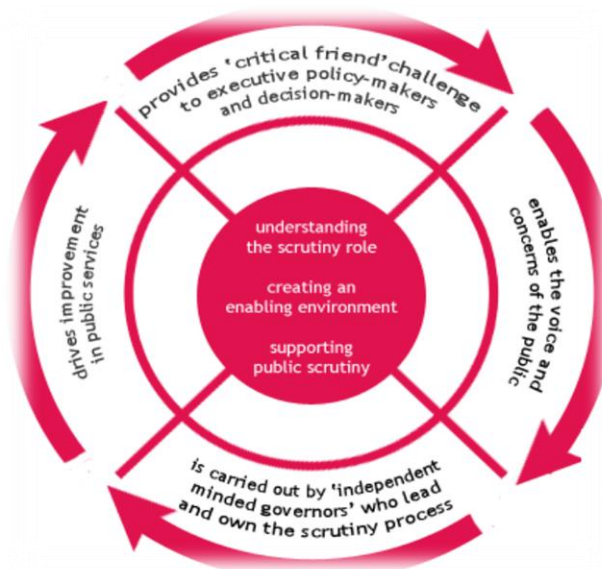 provides 'critical friend' challenge
to executive policy-makers
and decision-makers
enables the voice and
concerns of the public
is carried out by 'independent
minded governors' who lead
and own the scrutiny process
drives improvement
in public services
understanding
the scrutiny role
creating an
enabling environment
supporting
public scrutiny